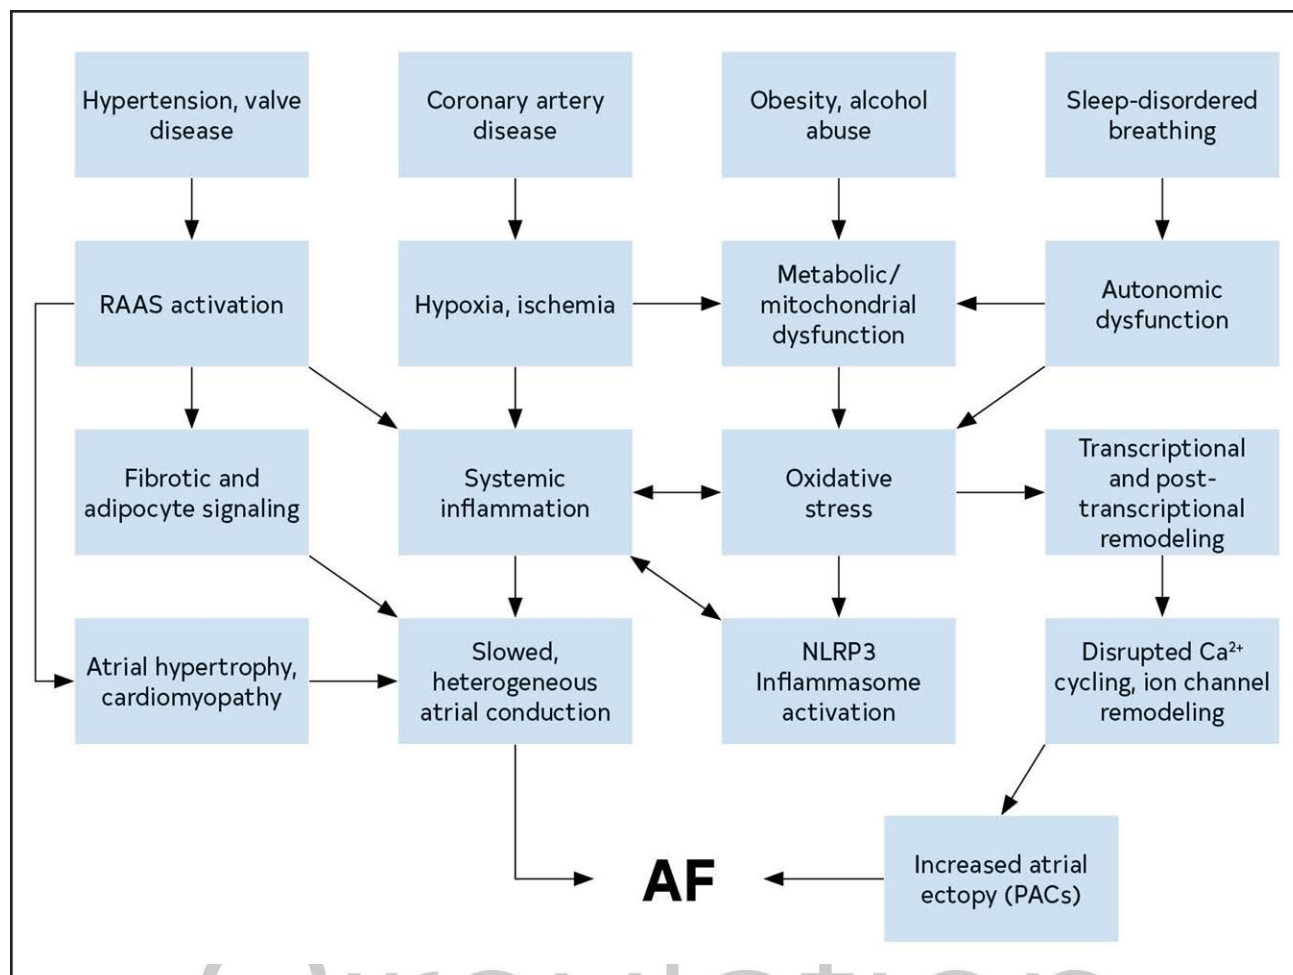 Hypertension, valve
disease
Coronary artery
disease
Obesity, alcohol
abuse
Sleep-disordered
breathing
RAAS activation
Hypoxia, ischemia
Metabolic/
mitochondrial
dysfunction
Autonomic
dysfunction
Fibrotic and
adipocyte signaling
Systemic
inflammation
Oxidative
stress
Transcriptional
and post-
transcriptional
remodeling
Atrial hypertrophy,
cardiomyopathy
Slowed,
heterogeneous
atrial conduction
NLRP3
Inflammasome
activation
Disrupted Ca²⁺
cycling, ion channel
remodeling
AF
Increased atrial
ectopy (PACs)